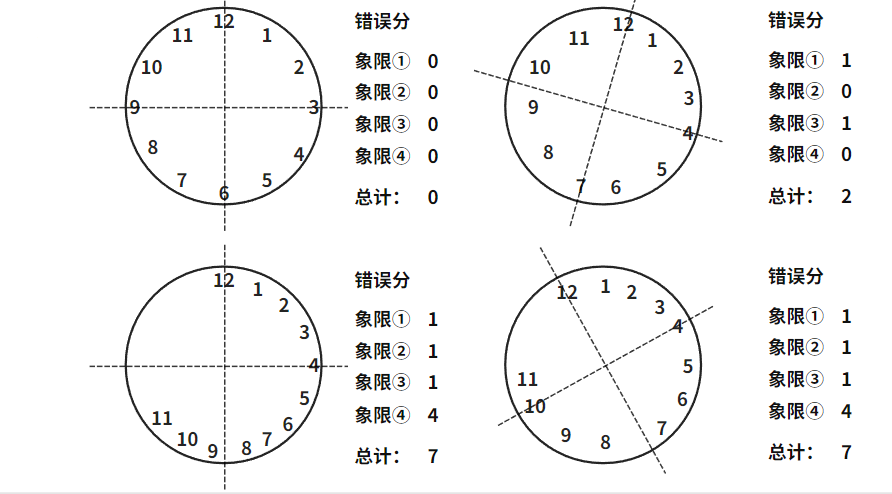 12
11 1
10 2
9 3
8 4
7 5
6
错误分
象限① 0
象限② 0
象限③ 0
象限④ 0
总计： 0
12
11 1
10 2
9 3
4
8 5
7 6
错误分
象限① 1
象限② 0
象限③ 1
象限④ 0
总计： 2
12 1
2
3
4
5
11 6
10 7
9 8
错误分
象限① 1
象限② 1
象限③ 1
象限④ 4
总计： 7
12 1 2
3
4
11 5
10 6
9 7
8
错误分
象限① 1
象限② 1
象限③ 1
象限④ 4
总计： 7